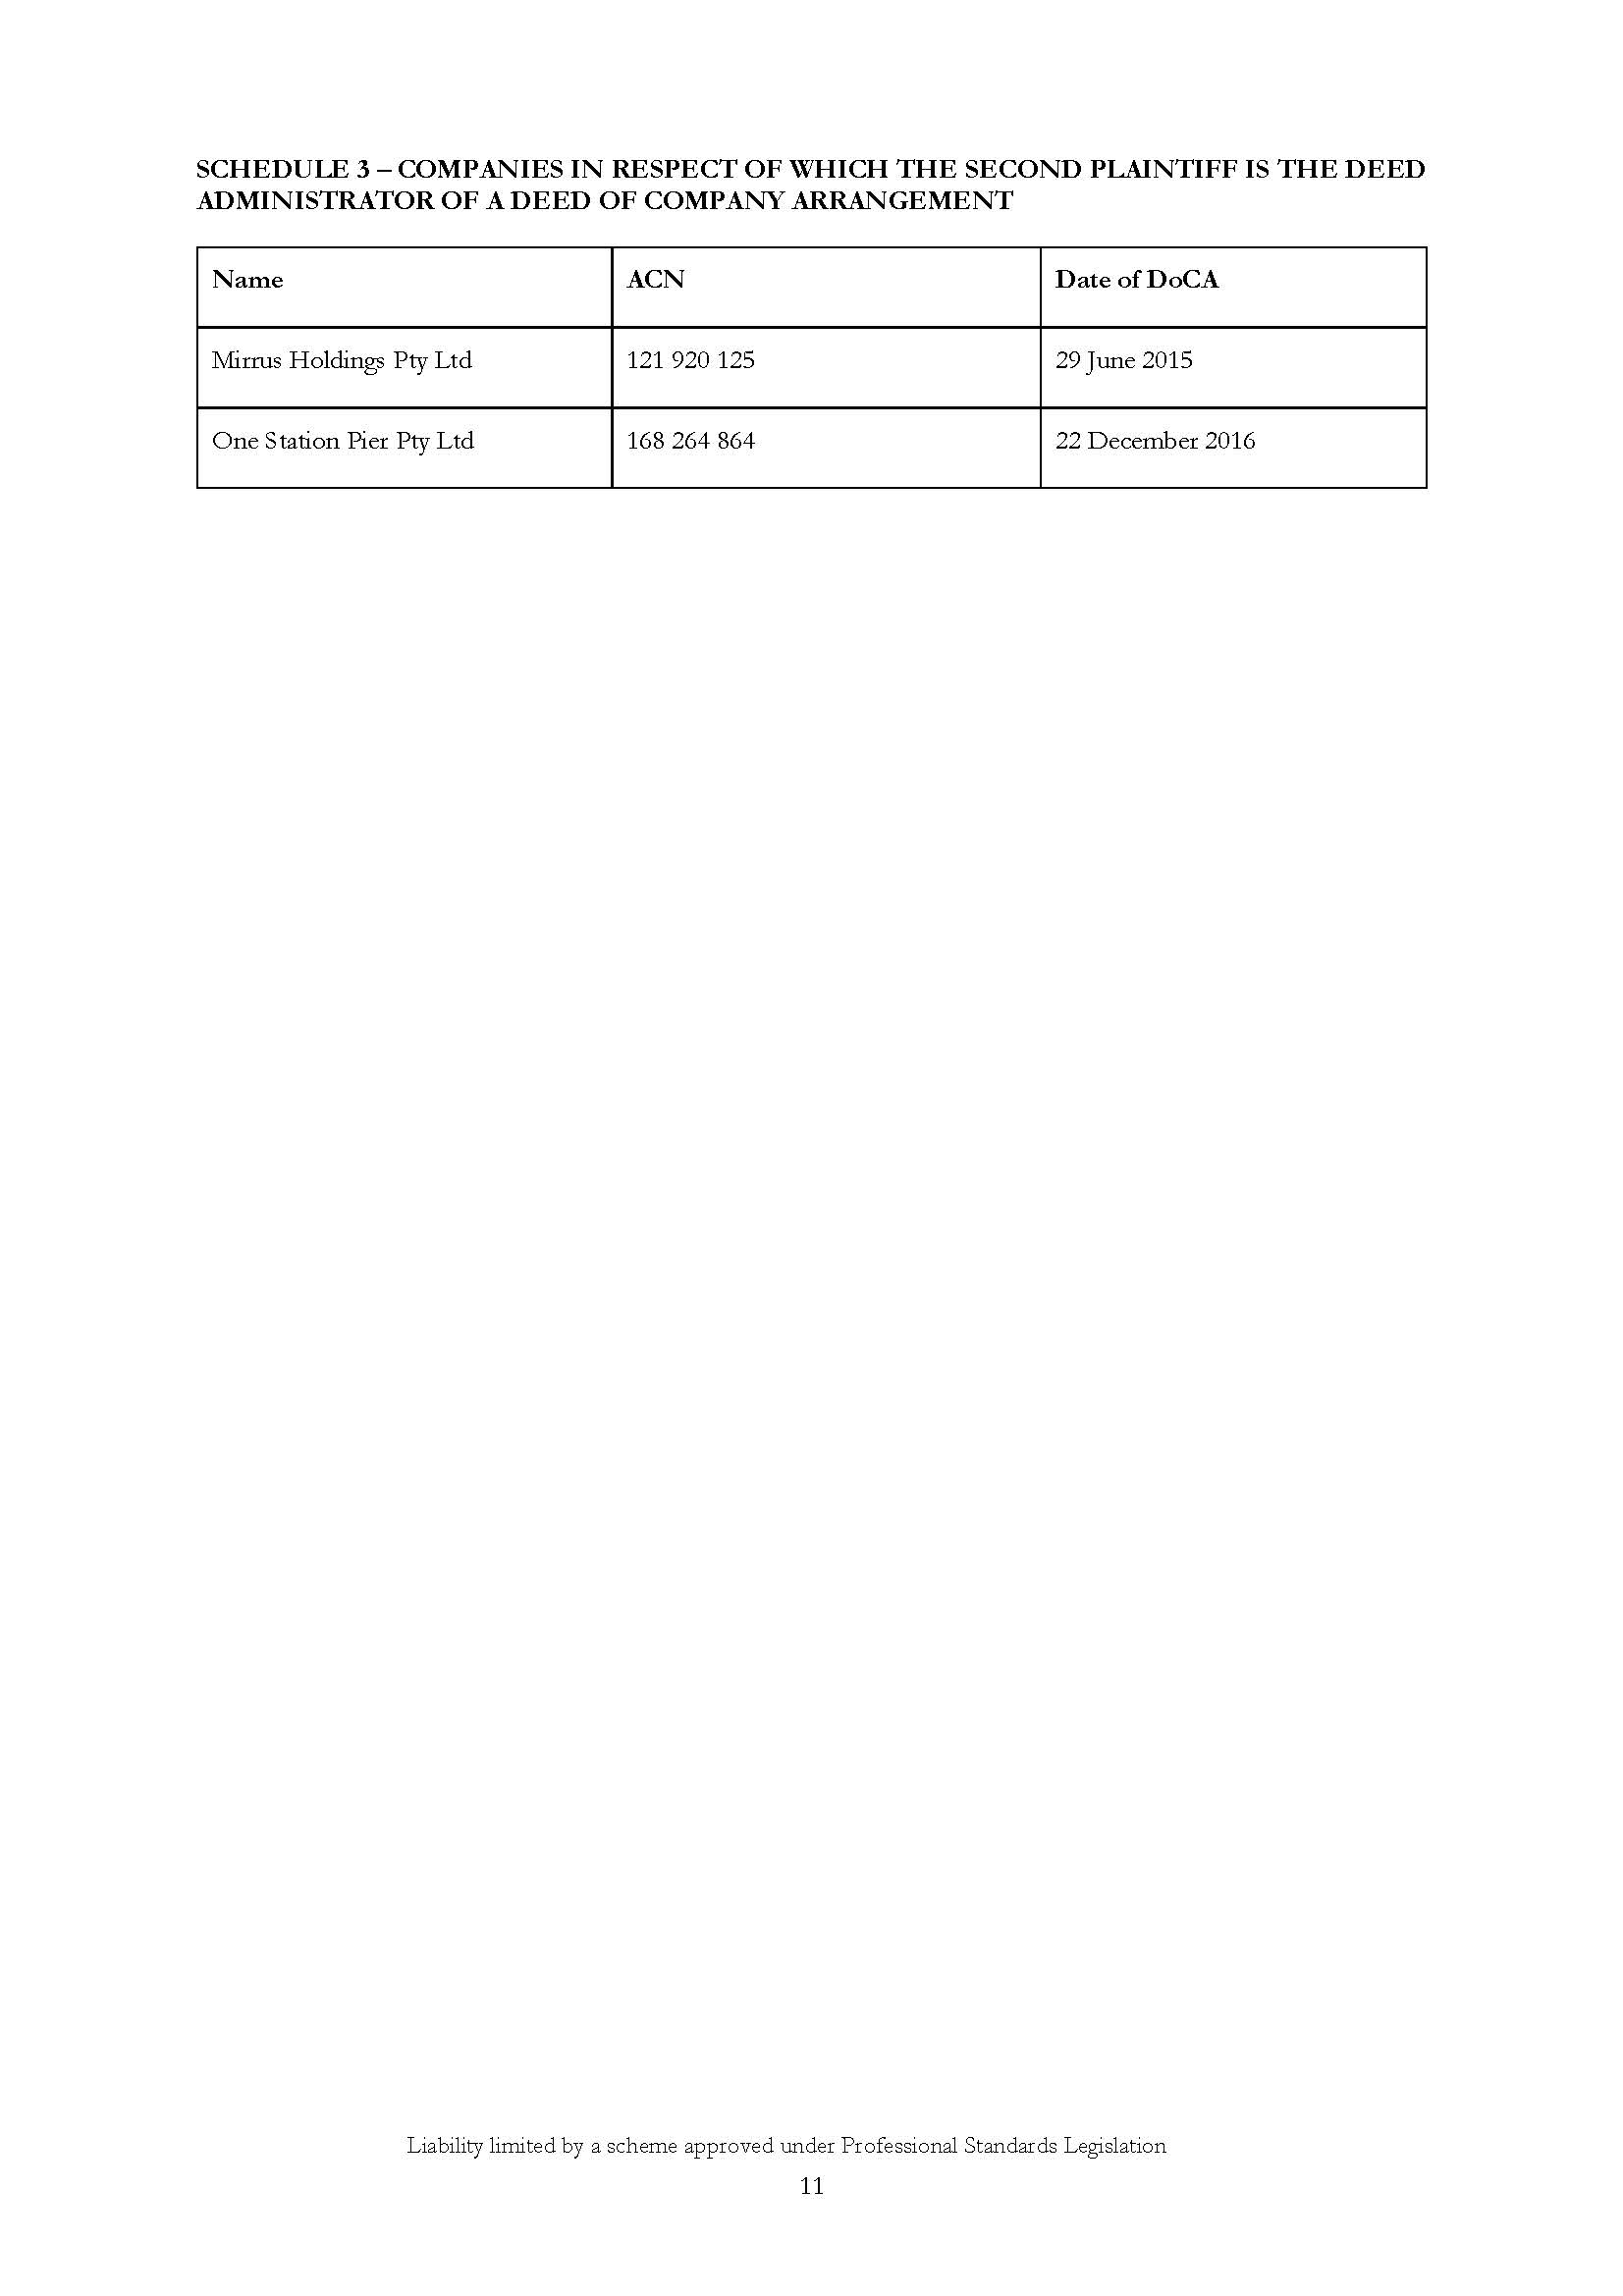 SCHEDULE 3 – COMPANIES IN RESPECT OF WHICH THE SECOND PLAINTIFF IS THE DEED
ADMINISTRATOR OF A DEED OF COMPANY ARRANGEMENT
Name ACN Date of DoCA
Mirrus Holdings Pty Ltd 121 920 125 29 June 2015
One Station Pier Pty Ltd 168 264 864 22 December 2016
Liability limited by a scheme approved under Professional Standards Legislation
11